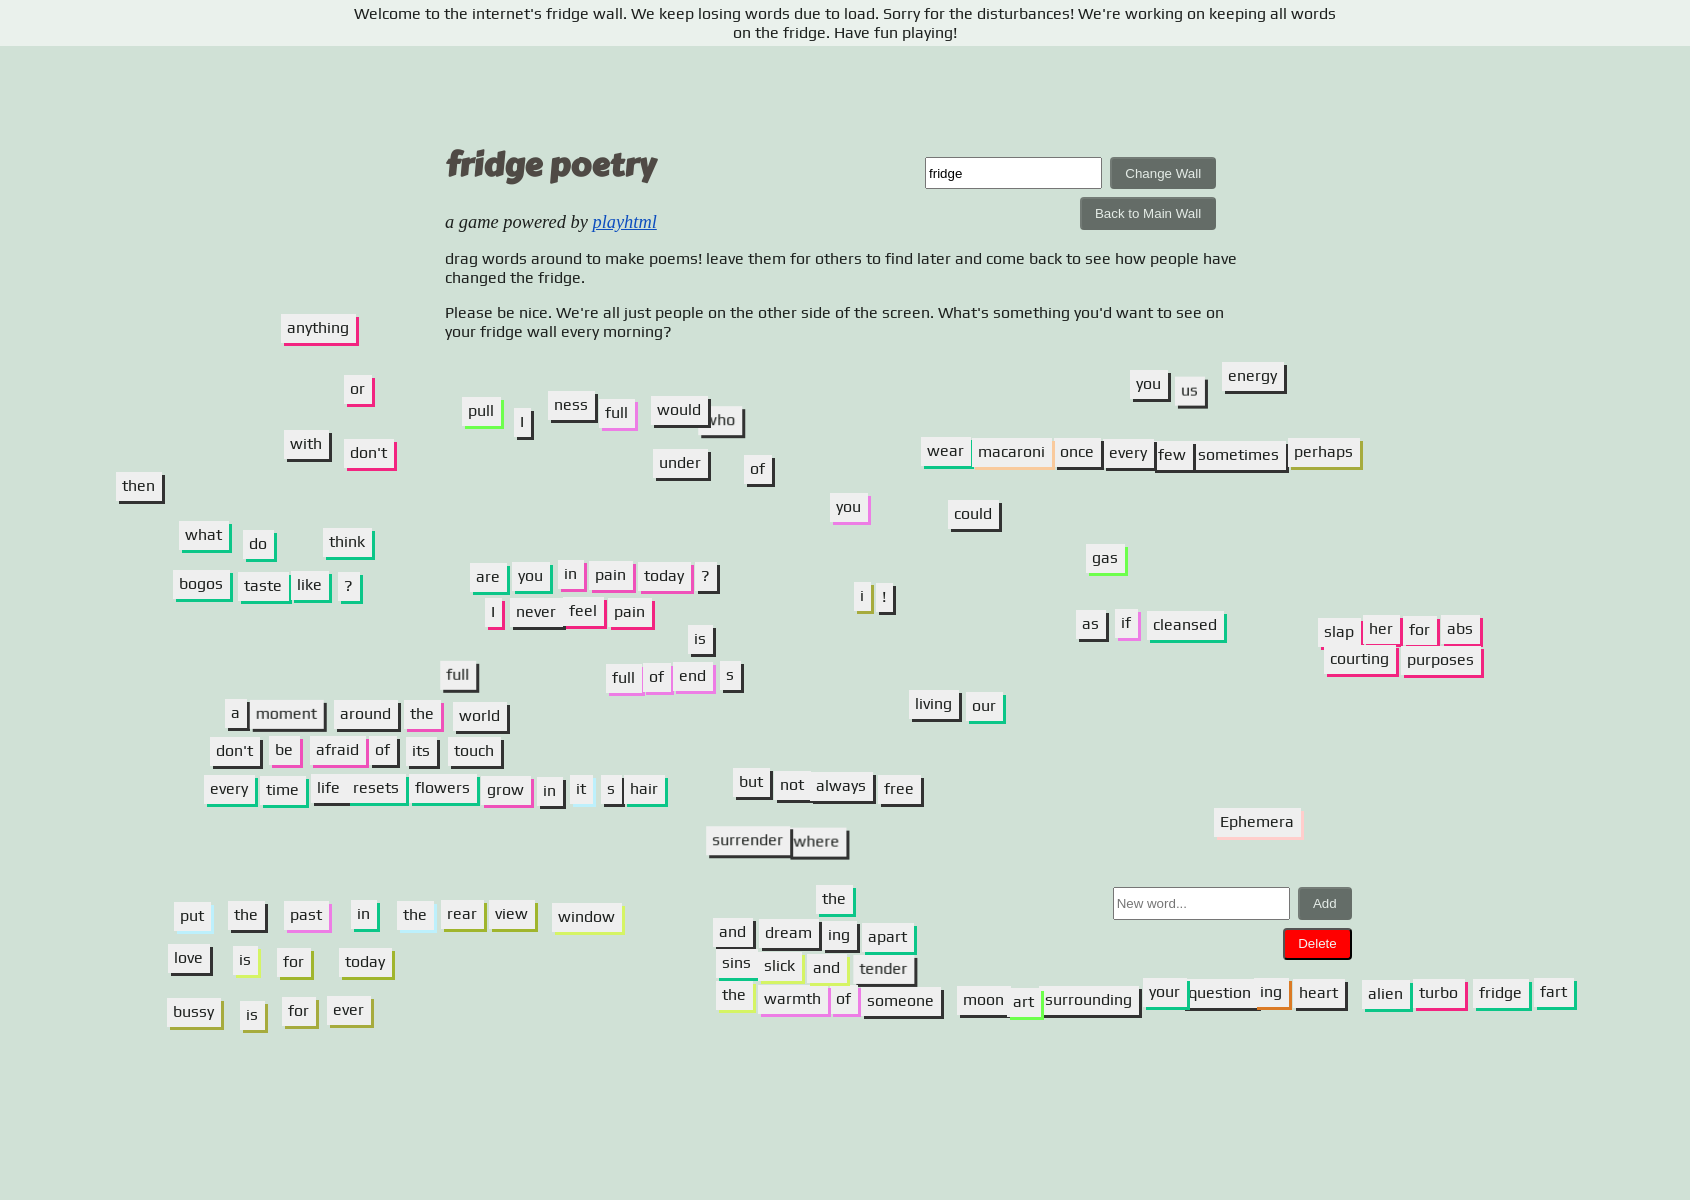 Welcome to the internet's fridge wall. We keep losing words due to load. Sorry for the disturbances! We're working on keeping all words
on the fridge. Have fun playing!
fridge poetry
fridge
Change Wall
Back to Main Wall
a game powered by playhtml
drag words around to make poems! leave them for others to find later and come back to see how people have
changed the fridge.
Please be nice. We're all just people on the other side of the screen. What's something you'd want to see on
your fridge wall every morning?
anything
or
with don't
then
pull I ness full would who
under of
you us energy
wear macaroni once every few sometimes perhaps
you could
gas
what do think
bogos taste like ?
are you in pain today ?
I never feel pain
i !
as if cleansed
slap her for abs
courting purposes
is
full
full of end s
living our
a moment around the world
don't be afraid of its touch
every time life resets flowers grow in it s hair
but not always free
surrender where
Ephemera
New word...
Add
Delete
put the past in the rear view window
love is for today
bussy is for ever
the
and dream ing apart
sins slick and tender
the warmth of someone moon art surrounding your question ing heart alien turbo fridge fart